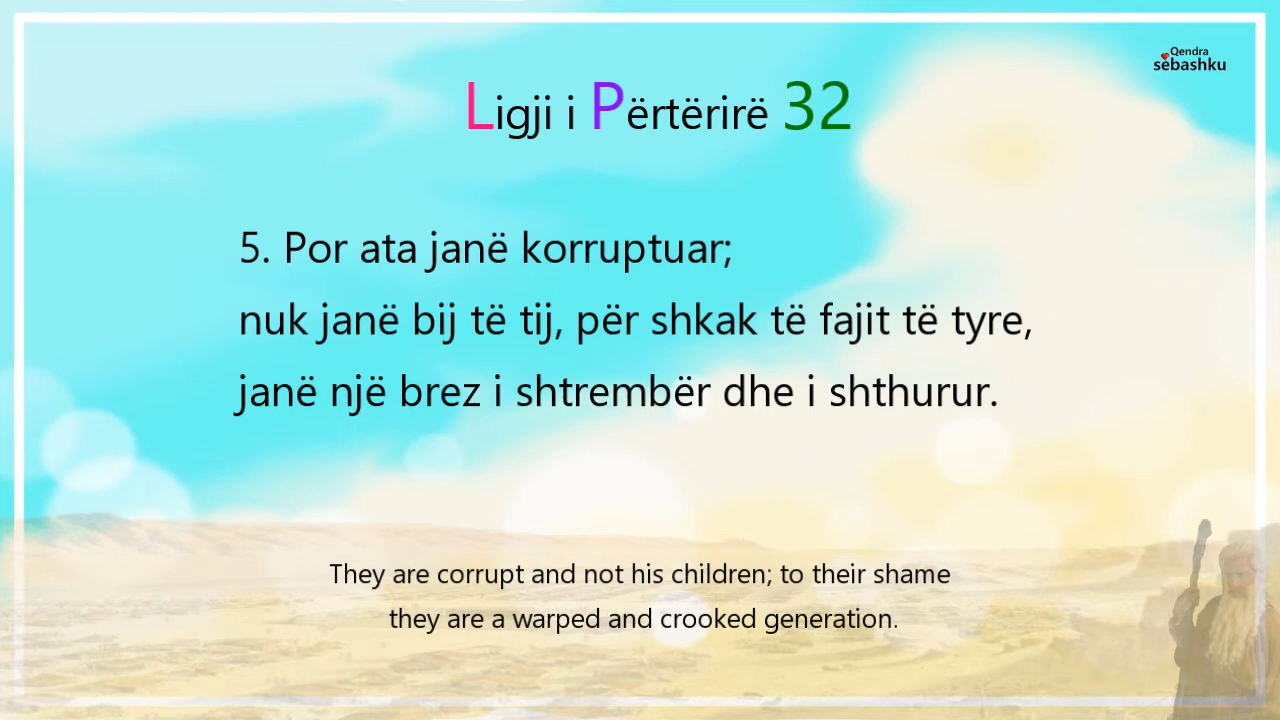 Qendra
sëbashku
Ligji i Përtërirë 32
5. Por ata janë korruptuar;
nuk janë bij të tij, për shkak të fajit të tyre,
janë një brez i shtrembër dhe i shthurur.
They are corrupt and not his children; to their shame
they are a warped and crooked generation.